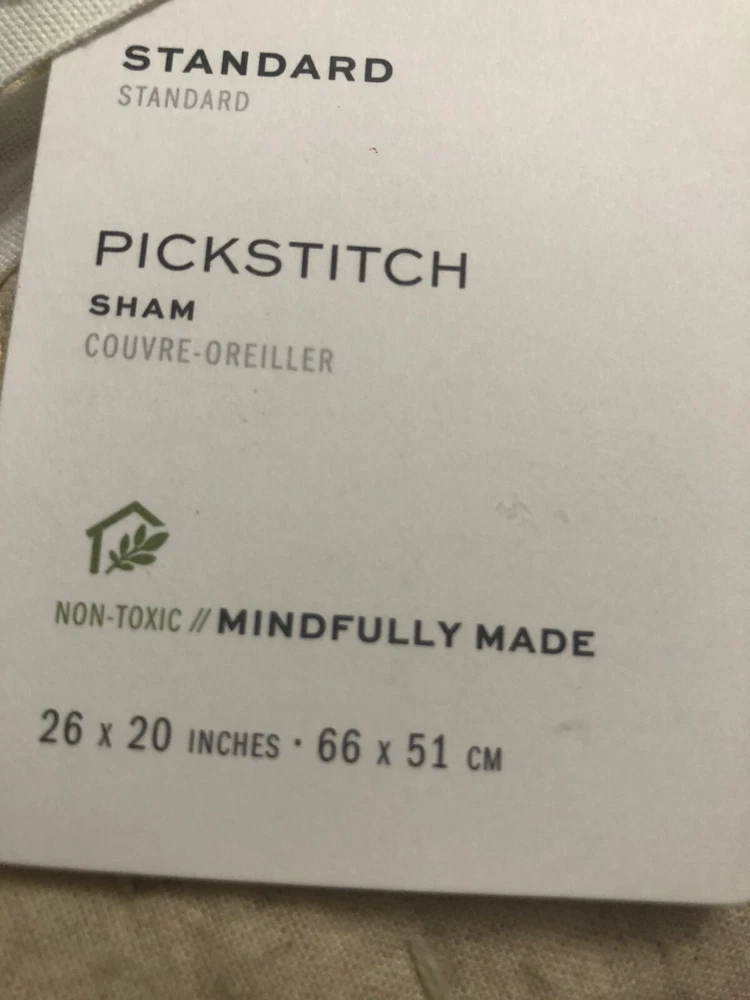 STANDARD
STANDARD
PICKSTITCH
SHAM
COUVRE-OREILLER
NON-TOXIC // MINDFULLY MADE
26 x 20 INCHES · 66 x 51 CM